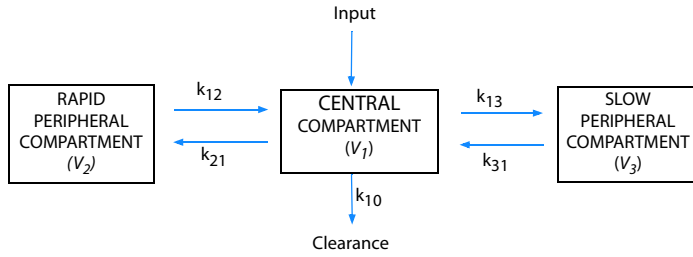 Input
k12
k13
RAPID
PERIPHERAL
COMPARTMENT
(V2)
CENTRAL
COMPARTMENT
(V1)
SLOW
PERIPHERAL
COMPARTMENT
(V3)
k21
k31
k10
Clearance